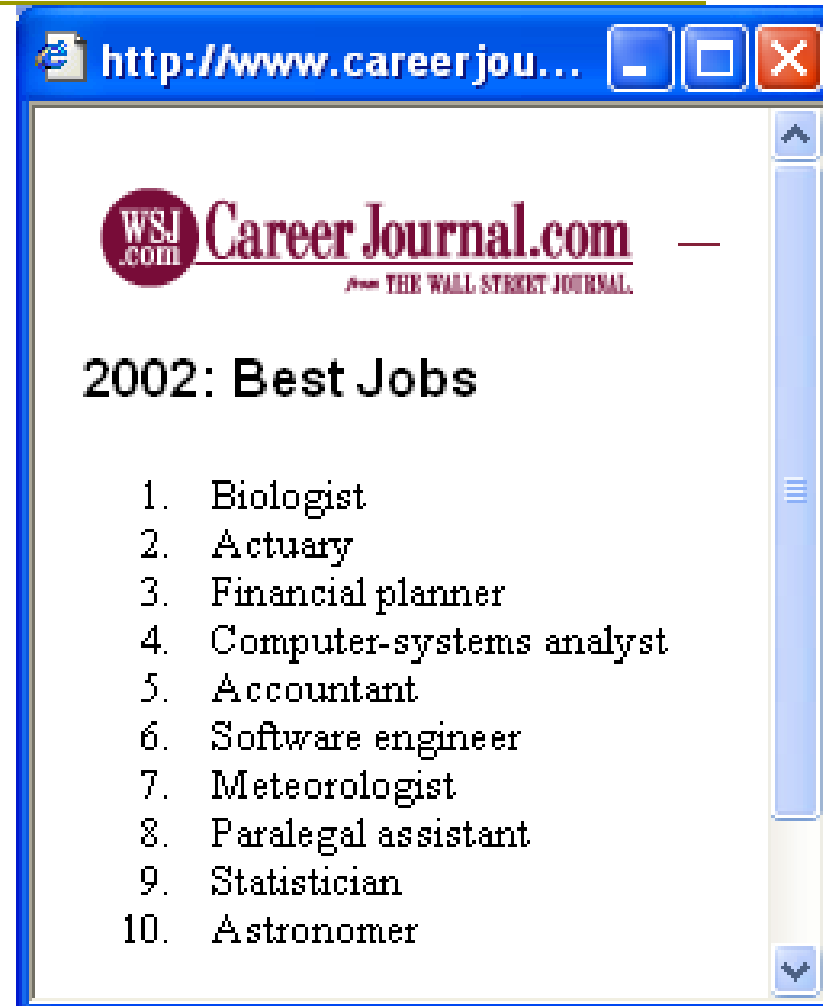 http://www.careerjou...
WSJ
.com
Career Journal.com
from THE WALL STREET JOURNAL.
2002: Best Jobs
1. Biologist
2. Actuary
3. Financial planner
4. Computer-systems analyst
5. Accountant
6. Software engineer
7. Meteorologist
8. Paralegal assistant
9. Statistician
10. Astronomer